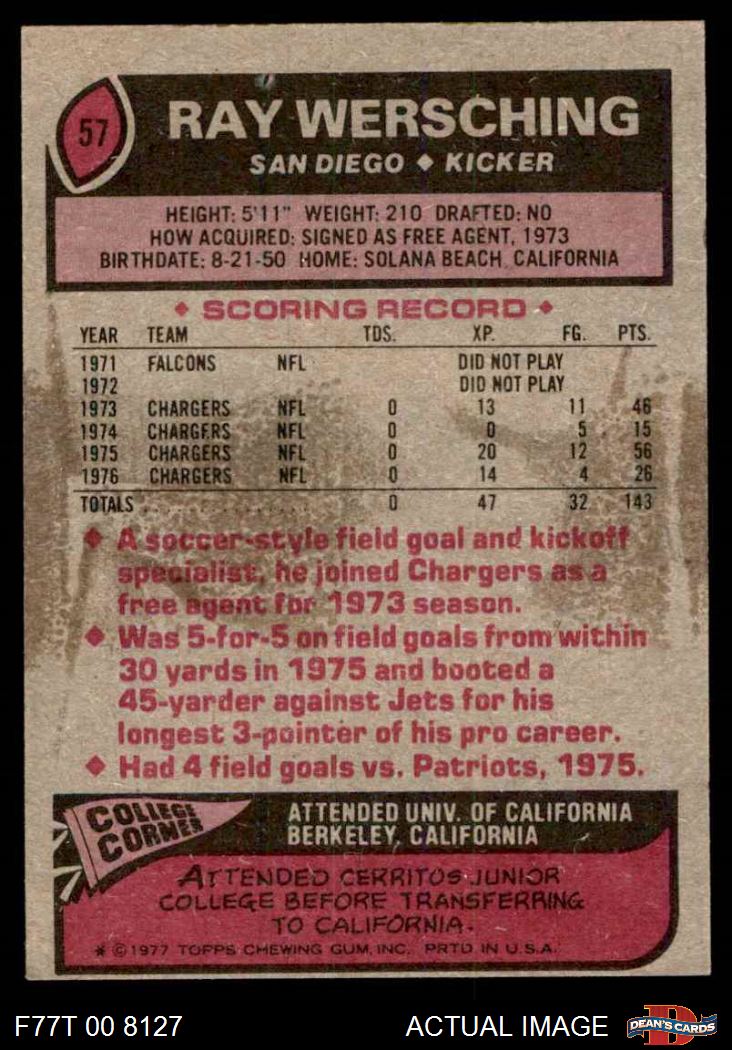 57
RAY WERSCHING
SAN DIEGO ◆ KICKER
HEIGHT: 5'11" WEIGHT: 210 DRAFTED: NO
HOW ACQUIRED: SIGNED AS FREE AGENT, 1973
BIRTHDATE: 8-21-50 HOME: SOLANA BEACH, CALIFORNIA
◆ SCORING RECORD ◆
YEAR TEAM TDS. XP. FG. PTS.
1971 FALCONS NFL DID NOT PLAY
1972 DID NOT PLAY
1973 CHARGERS NFL 0 13 11 46
1974 CHARGERS NFL 0 0 5 15
1975 CHARGERS NFL 0 20 12 56
1976 CHARGERS NFL 0 14 4 26
TOTALS . . . . . . . . . . . . . . . . 0 47 32 143
◆ A soccer-style field goal and kickoff
specialist, he joined Chargers as a
free agent for 1973 season.
◆ Was 5-for-5 on field goals from within
30 yards in 1975 and booted a
45-yarder against Jets for his
longest 3-pointer of his pro career.
◆ Had 4 field goals vs. Patriots, 1975.
COLLEGE
CORNER
ATTENDED UNIV. OF CALIFORNIA
BERKELEY, CALIFORNIA
ATTENDED CERRITOS JUNIOR
COLLEGE BEFORE TRANSFERRING
TO CALIFORNIA.
* © 1977 TOPPS CHEWING GUM, INC. PRTD IN U.S.A.
F77T 00 8127 ACTUAL IMAGE D DEAN'S CARDS